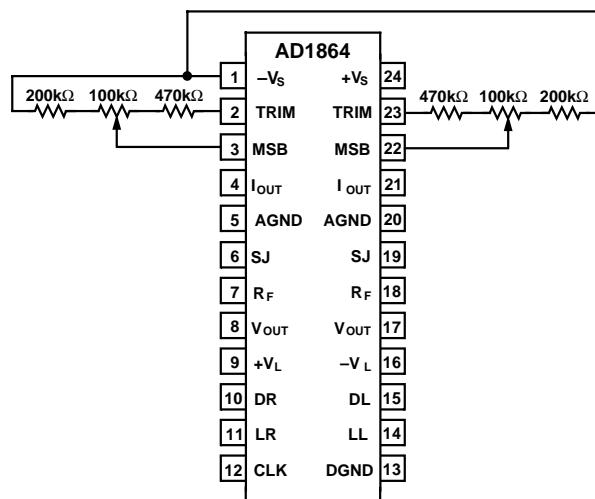 AD1864
1 –VS +VS 24
200kΩ 100kΩ 470kΩ 2 TRIM TRIM 23 470kΩ 100kΩ 200kΩ
3 MSB MSB 22
4 IOUT IOUT 21
5 AGND AGND 20
6 SJ SJ 19
7 RF RF 18
8 VOUT VOUT 17
9 +VL –VL 16
10 DR DL 15
11 LR LL 14
12 CLK DGND 13